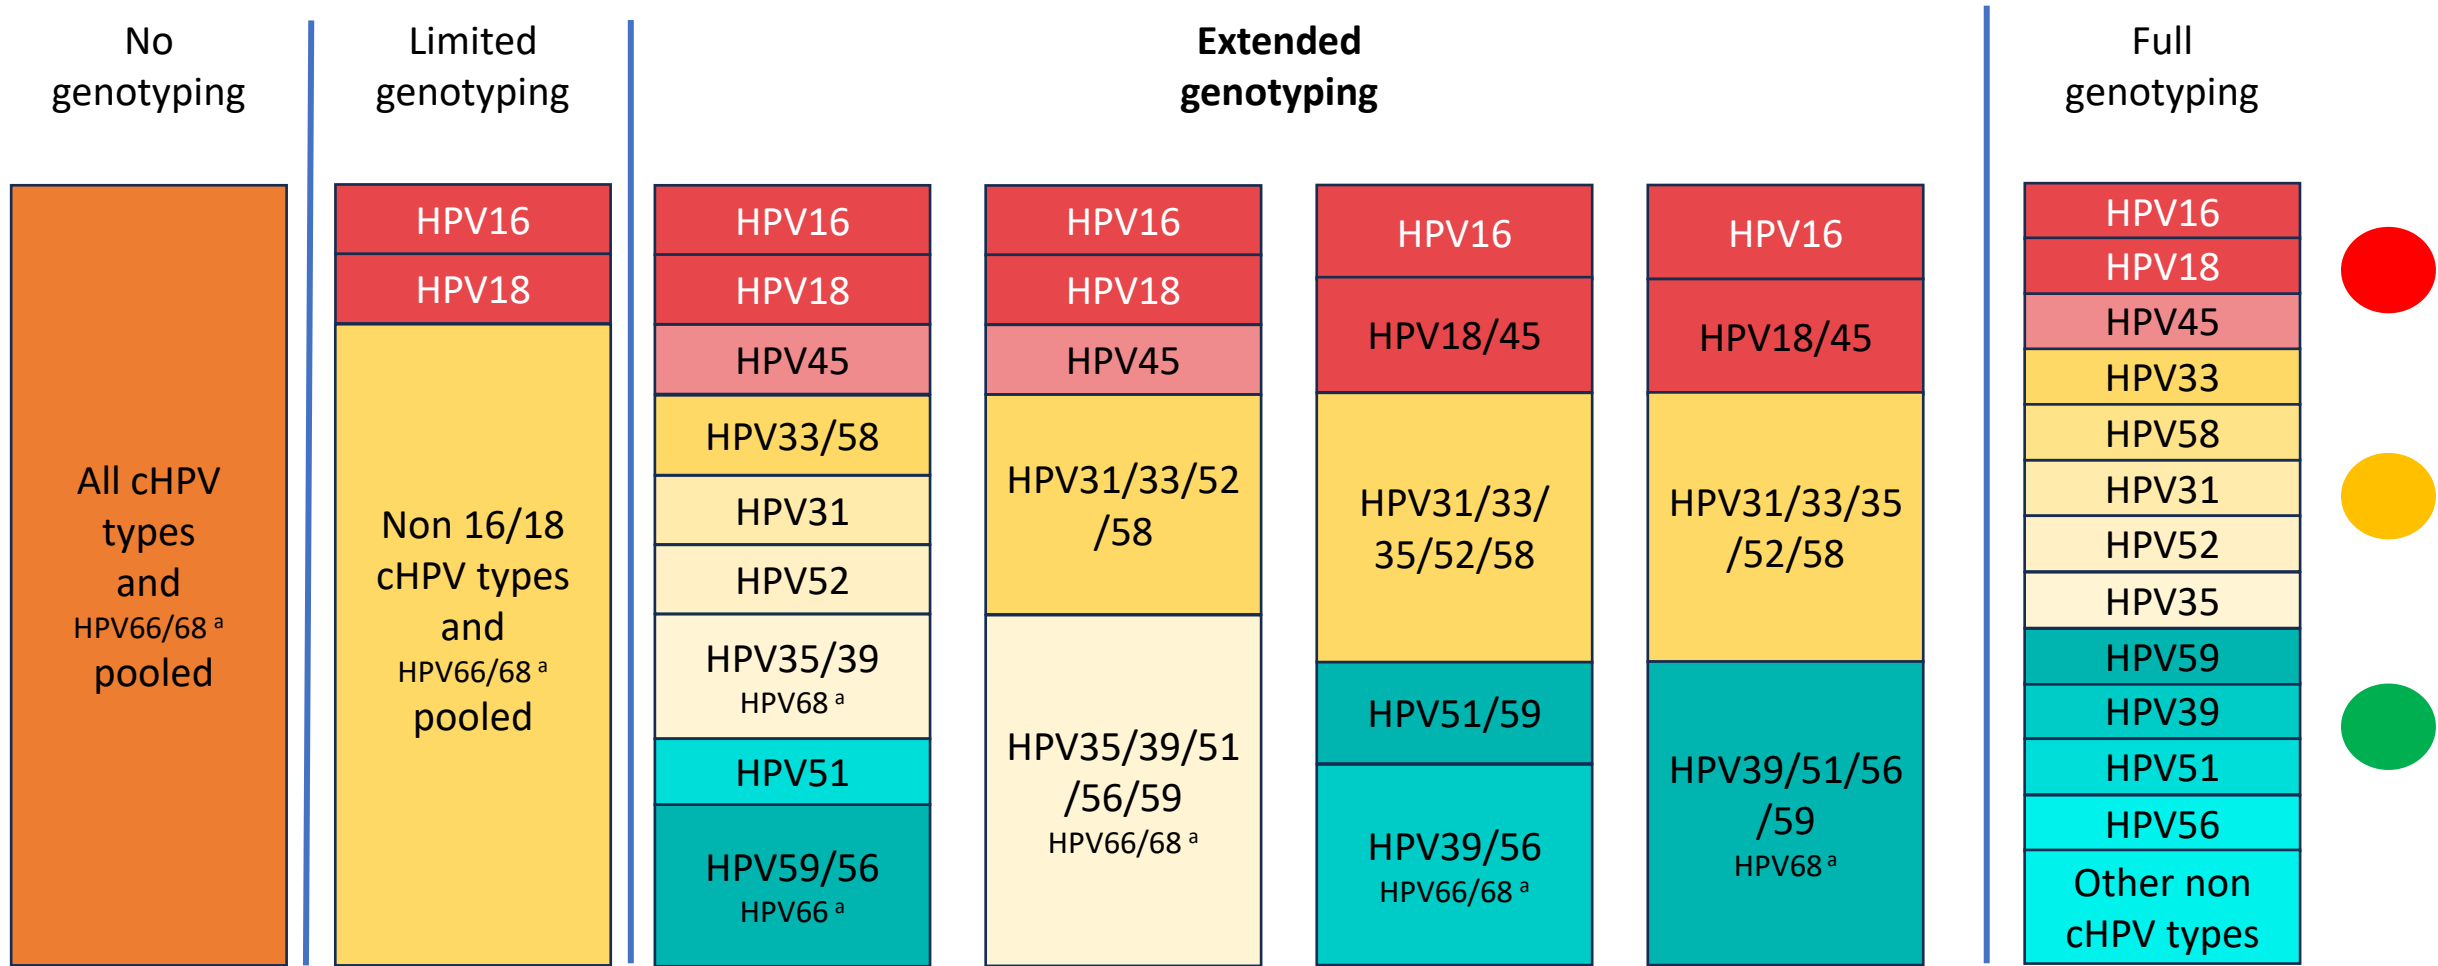 No
genotyping
Limited
genotyping
Extended
genotyping
Full
genotyping
All cHPV
types
and
HPV66/68 a
pooled
HPV16
HPV18
Non 16/18
cHPV types
and
HPV66/68 a
pooled
HPV16
HPV18
HPV45
HPV33/58
HPV31
HPV52
HPV35/39
HPV68 a
HPV51
HPV59/56
HPV66 a
HPV16
HPV18
HPV45
HPV31/33/52
/58
HPV35/39/51
/56/59
HPV66/68 a
HPV16
HPV18/45
HPV31/33/
35/52/58
HPV51/59
HPV39/56
HPV66/68 a
HPV16
HPV18/45
HPV31/33/35
/52/58
HPV39/51/56
/59
HPV68 a
HPV16
HPV18
HPV45
HPV33
HPV58
HPV31
HPV52
HPV35
HPV59
HPV39
HPV51
HPV56
Other non
cHPV types